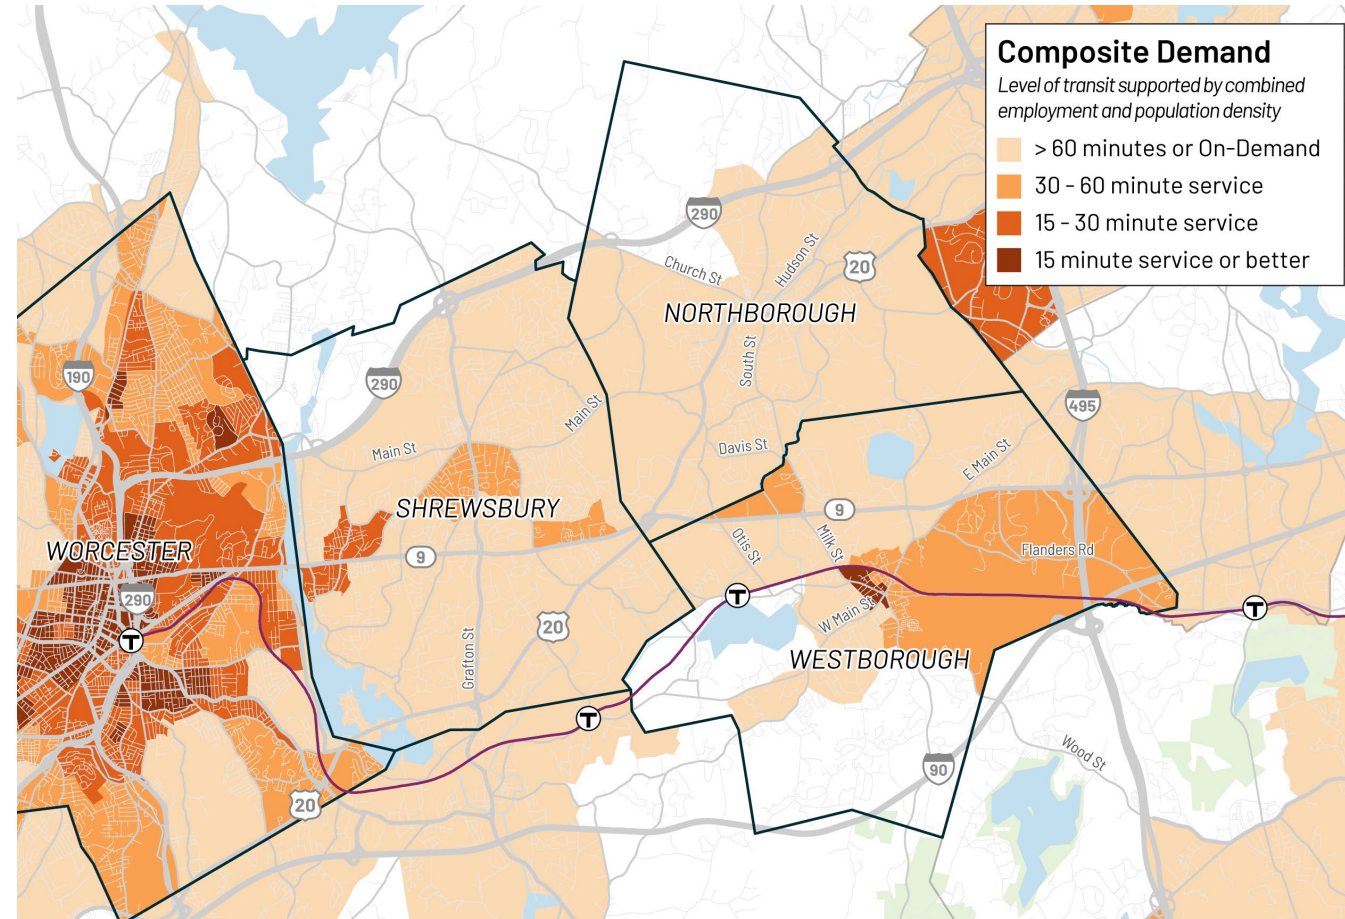 Composite Demand
Level of transit supported by combined
employment and population density
> 60 minutes or On-Demand
30 - 60 minute service
15 - 30 minute service
15 minute service or better
290
Church St
Hudson St
20
NORTHBOROUGH
South St
190
290
495
Main St
Main St
Davis St
E Main St
SHREWSBURY
9
WORCESTER
9
Otis St
Milk St
Flanders Rd
290
T
T
T
W Main St
20
Grafton St
WESTBOROUGH
T
90
Wood St
20